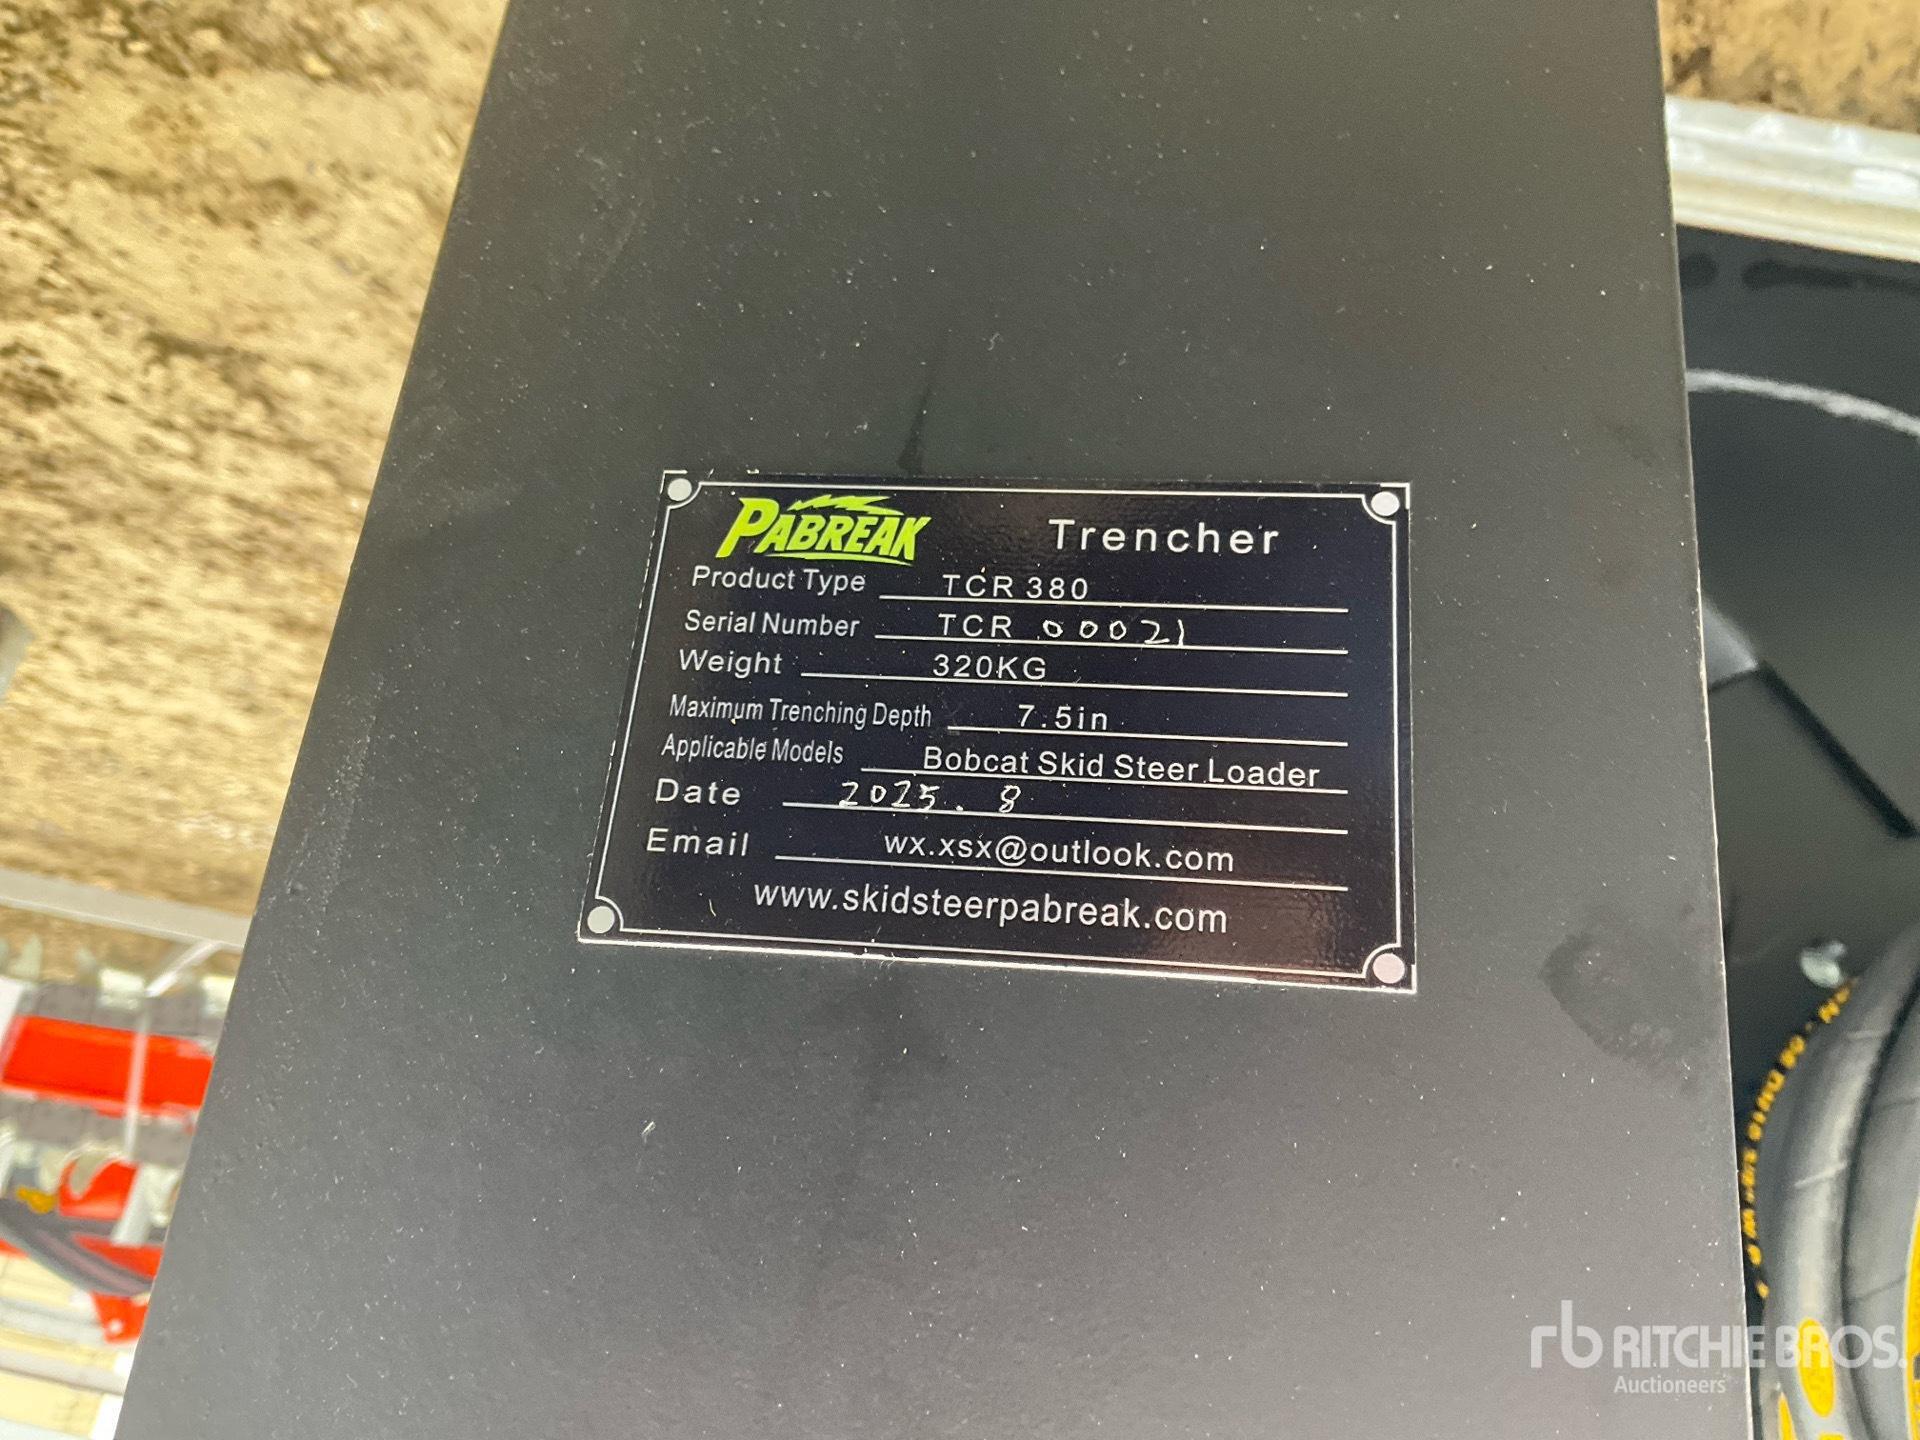 PABREAK Trencher
Product Type TCR 380
Serial Number TCR 00021
Weight 320KG
Maximum Trenching Depth 7.5in
Applicable Models Bobcat Skid Steer Loader
Date 2025.8
Email wx.xsx@outlook.com
www.skidsteerpabreak.com
rb RITCHIE BROS.
Auctioneers